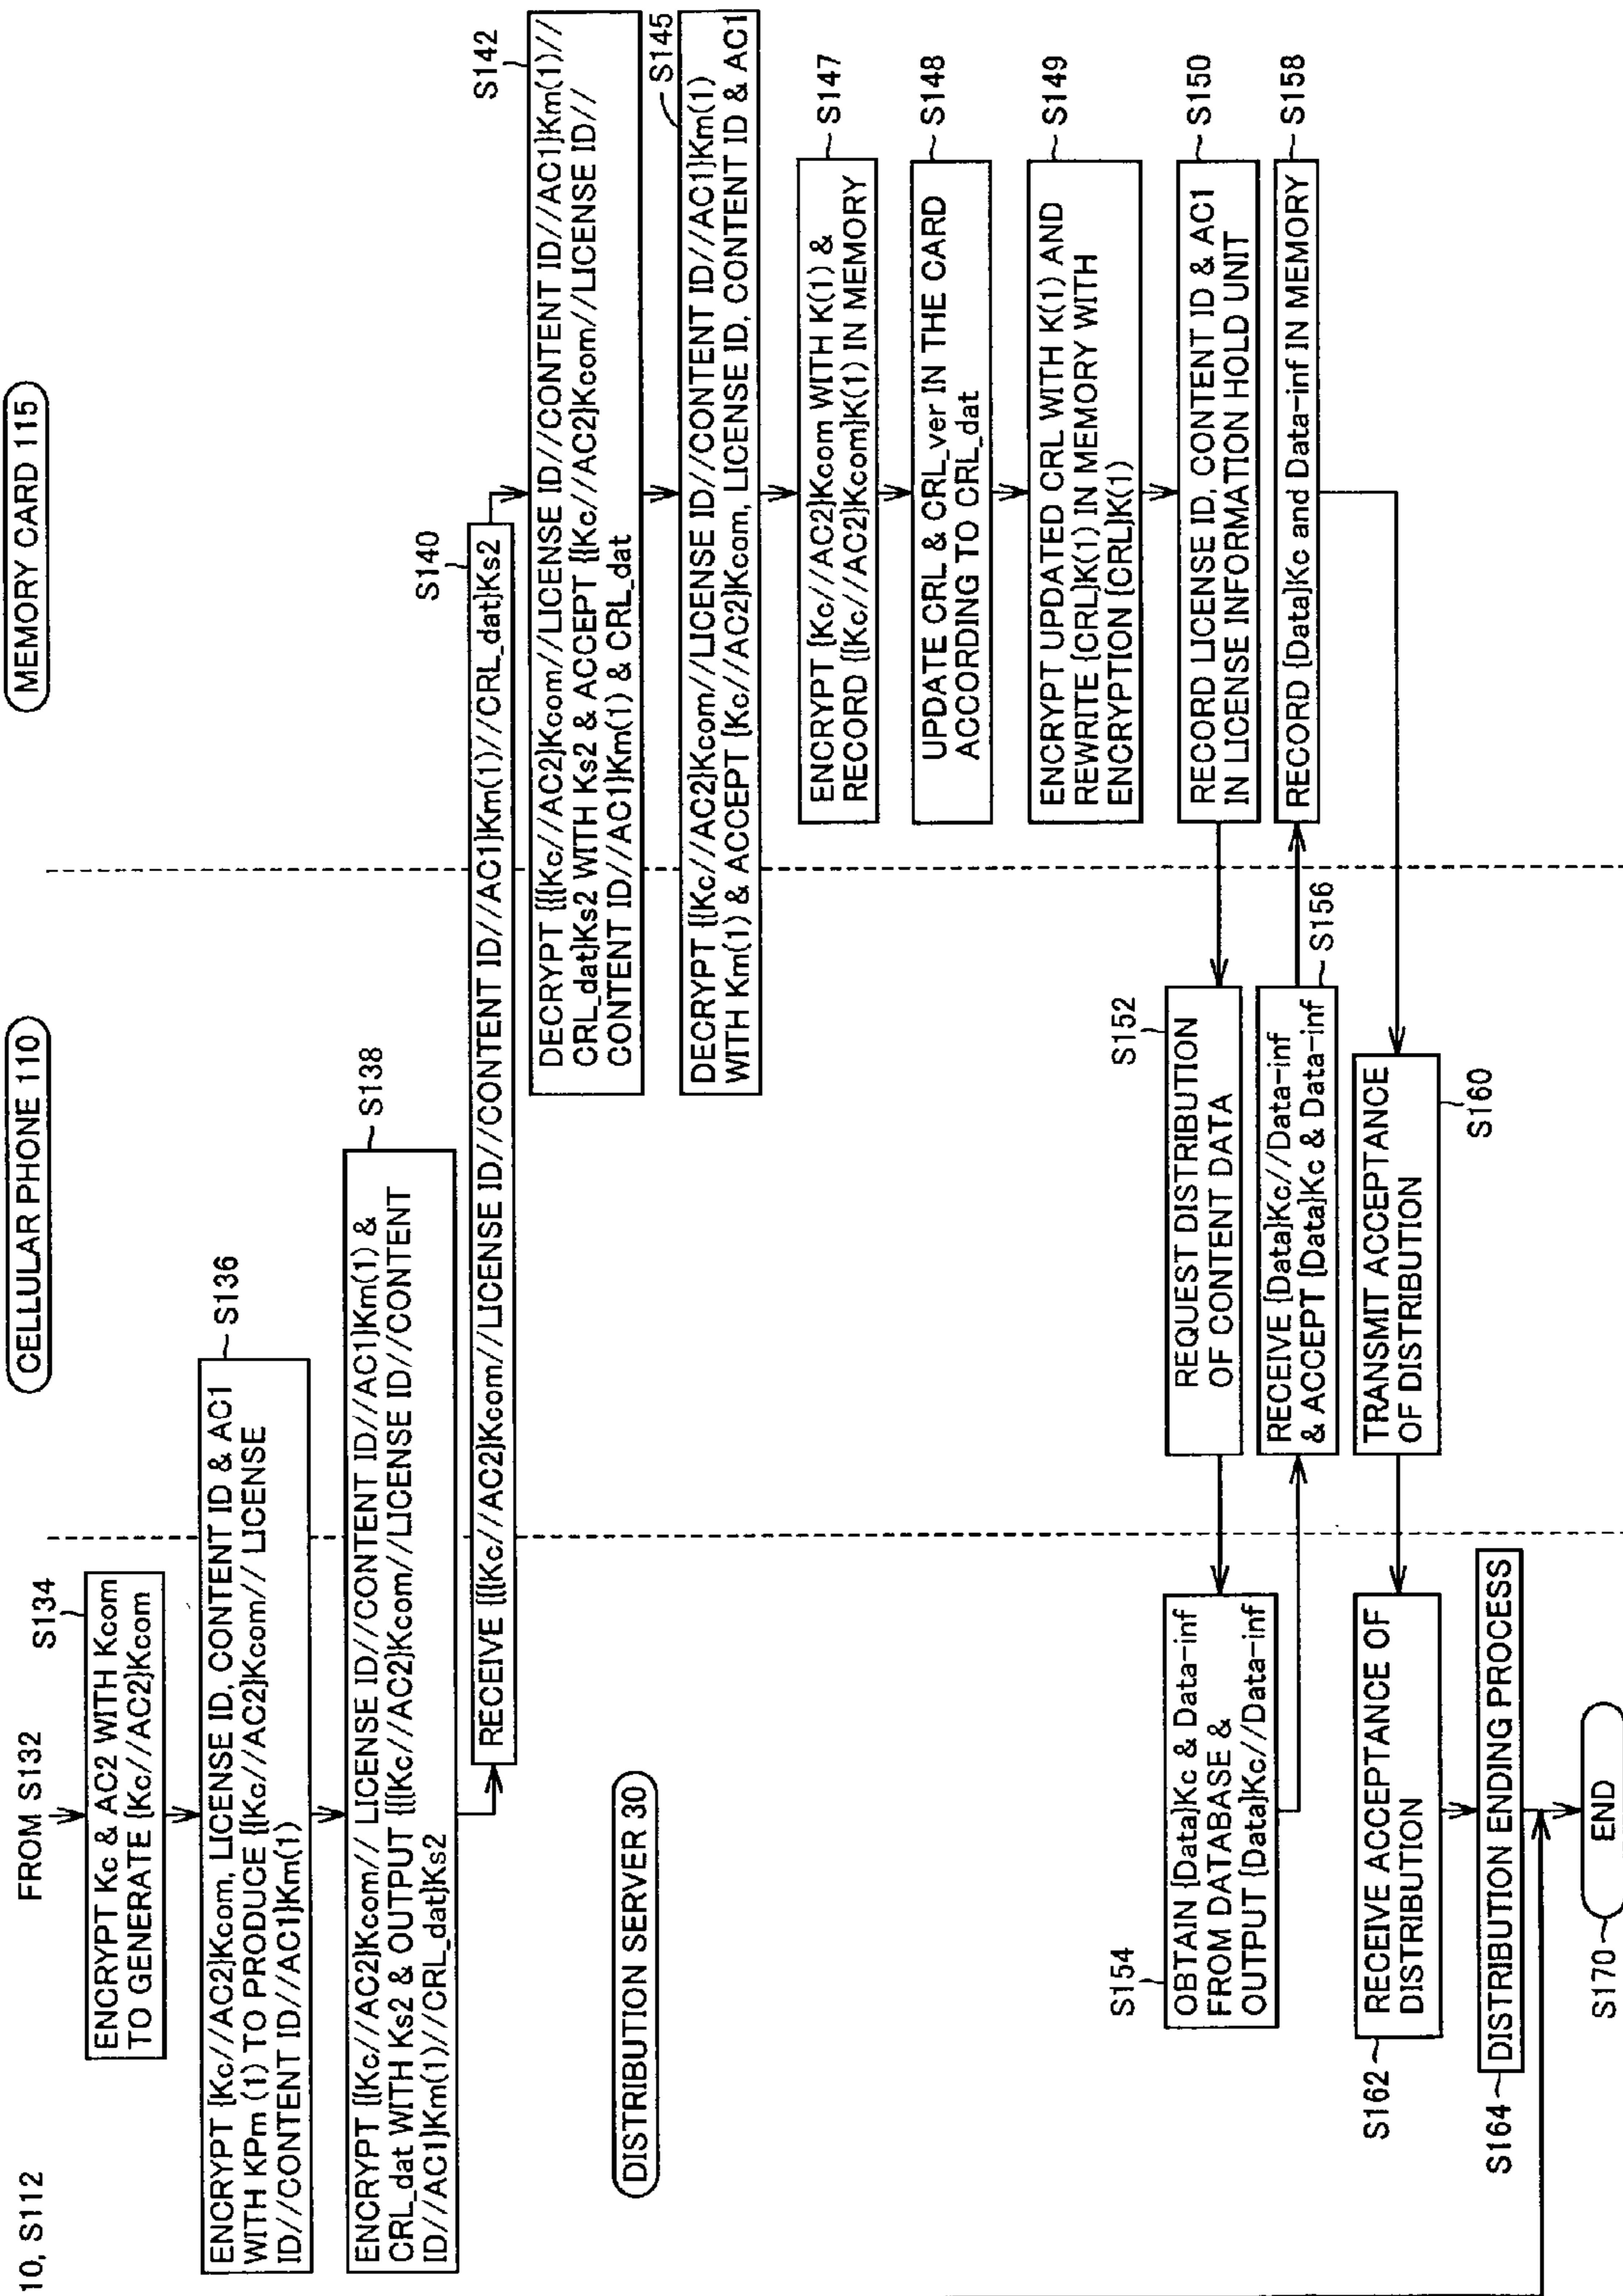 10, S112
FROM S132
CELLULAR PHONE 110
MEMORY CARD 115
S134
ENCRYPT Kc & AC2 WITH Kcom
TO GENERATE {Kc//AC2}Kcom
S136
ENCRYPT {Kc//AC2}Kcom, LICENSE ID, CONTENT ID & AC1
WITH KPm (1) TO PRODUCE {{Kc//AC2}Kcom// LICENSE
ID//CONTENT ID//AC1}Km(1)
S138
ENCRYPT {{Kc//AC2}Kcom// LICENSE ID//CONTENT ID//AC1}Km(1) &
CRL_dat WITH Ks2 & OUTPUT {{{Kc//AC2}Kcom//LICENSE ID//CONTENT
ID//AC1}Km(1)//CRL_dat}Ks2
S140
RECEIVE {{{Kc//AC2}Kcom//LICENSE ID//CONTENT ID//AC1}Km(1)//CRL_dat}Ks2
S142
DECRYPT {{{Kc//AC2}Kcom//LICENSE ID//CONTENT ID//AC1}Km(1)//
CRL_dat}Ks2 WITH Ks2 & ACCEPT {{Kc//AC2}Kcom//LICENSE ID//
CONTENT ID//AC1}Km(1) & CRL_dat
S145
DECRYPT {{Kc//AC2}Kcom//LICENSE ID//CONTENT ID//AC1}Km(1)
WITH Km(1) & ACCEPT {Kc//AC2}Kcom, LICENSE ID, CONTENT ID & AC1
DISTRIBUTION SERVER 30
S147
ENCRYPT {Kc//AC2}Kcom WITH K(1) &
RECORD {{Kc//AC2}Kcom}K(1) IN MEMORY
S148
UPDATE CRL & CRL_ver IN THE CARD
ACCORDING TO CRL_dat
S149
ENCRYPT UPDATED CRL WITH K(1) AND
REWRITE {CRL}K(1) IN MEMORY WITH
ENCRYPTION {CRL}K(1)
S150
RECORD LICENSE ID, CONTENT ID & AC1
IN LICENSE INFORMATION HOLD UNIT
S152
REQUEST DISTRIBUTION
OF CONTENT DATA
S154
OBTAIN {Data}Kc & Data-inf
FROM DATABASE &
OUTPUT {Data}Kc//Data-inf
S156
RECEIVE {Data}Kc//Data-inf
& ACCEPT {Data}Kc & Data-inf
S158
RECORD {Data}Kc and Data-inf IN MEMORY
S160
TRANSMIT ACCEPTANCE
OF DISTRIBUTION
S162
RECEIVE ACCEPTANCE OF
DISTRIBUTION
S164
DISTRIBUTION ENDING PROCESS
S170
END